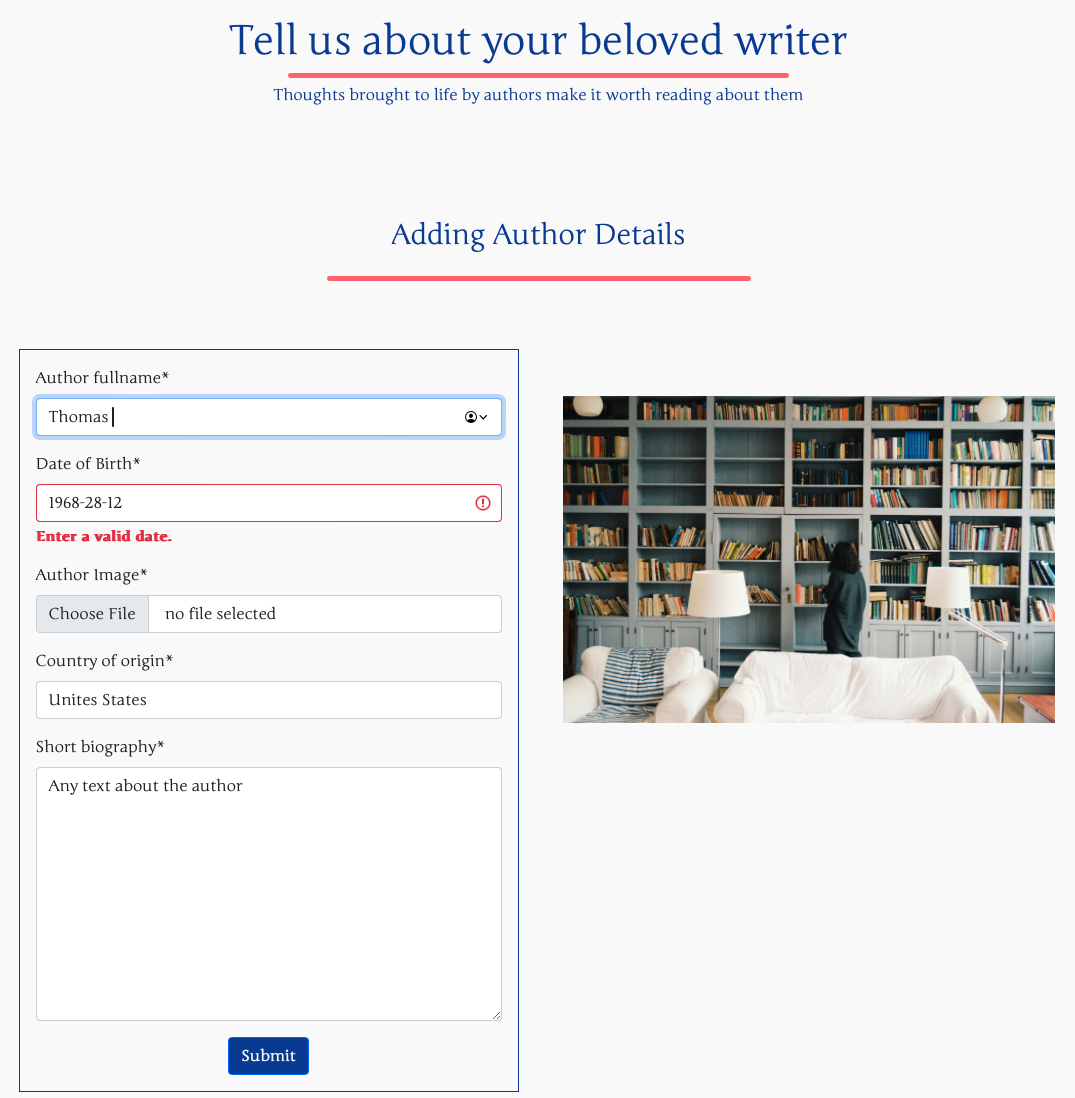 Tell us about your beloved writer
Thoughts brought to life by authors make it worth reading about them
Adding Author Details
Author fullname*
Thomas
Date of Birth*
1968-28-12
Enter a valid date.
Author Image*
Choose File no file selected
Country of origin*
Unites States
Short biography*
Any text about the author
Submit